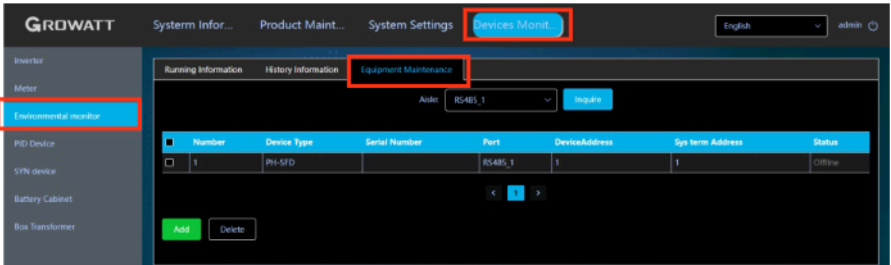 GROWATT
Systerm Infor...
Product Maint...
System Settings
Devices Monit...
English
admin
Inverter
Meter
Environmental monitor
PID Device
SYN device
Battery Cabinet
Box Transformer
Running Information
History Information
Equipment Maintenance
Aisle: RS485_1 Inquire
Number Device Type Serial Number Port DeviceAddress Sys term Address Status
1 PH-SFD RS485_1 1 1 Offline
< 1 >
Add Delete